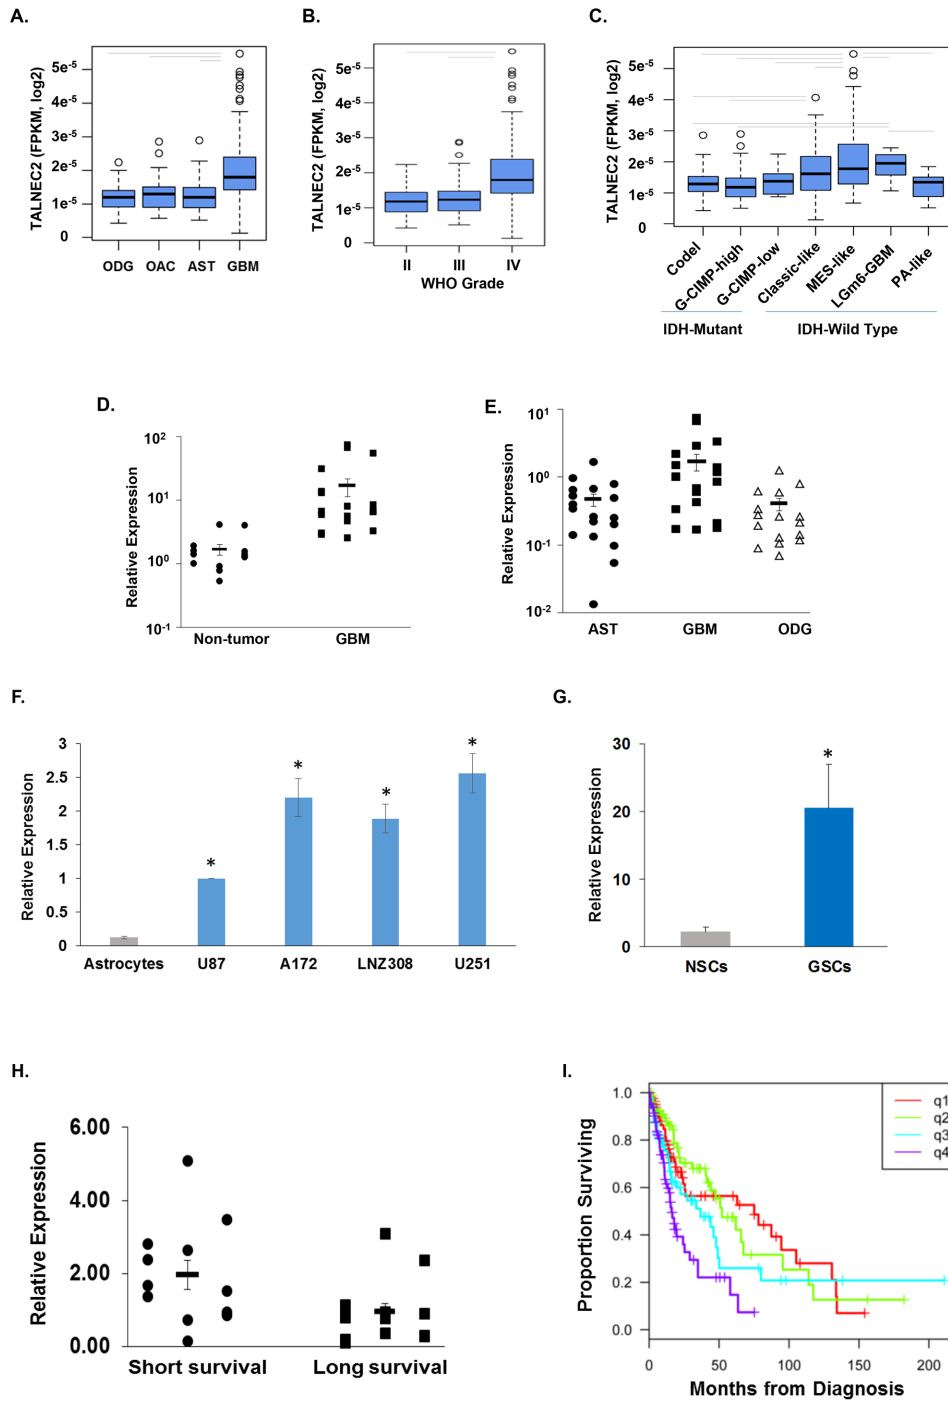 A.
B.
C.
TALNEC2 (FPKM, log2)
5e-5
4e-5
3e-5
2e-5
1e-5
0
ODG OAC AST GBM
TALNEC2 (FPKM, log2)
5e-5
4e-5
3e-5
2e-5
1e-5
0
II III IV
WHO Grade
TALNEC2 (FPKM, log2)
5e-5
4e-5
3e-5
2e-5
1e-5
0
Codel G-CIMP-high G-CIMP-low Classic-like MES-like LGm6-GBM PA-like
IDH-Mutant IDH-Wild Type
D.
E.
Relative Expression
10²
10¹
10⁰
10-1
Non-tumor GBM
Relative Expression
10¹
10⁰
10-1
10-2
AST GBM ODG
F.
G.
Relative Expression
3
2.5
2
1.5
1
0.5
0
* * * *
Astrocytes U87 A172 LNZ308 U251
Relative Expression
30
20
10
0
*
NSCs GSCs
H.
I.
Relative Expression
6.00
4.00
2.00
0.00
Short survival Long survival
Proportion Surviving
1.0
0.8
0.6
0.4
0.2
0.0
q1
q2
q3
q4
0 50 100 150 200
Months from Diagnosis